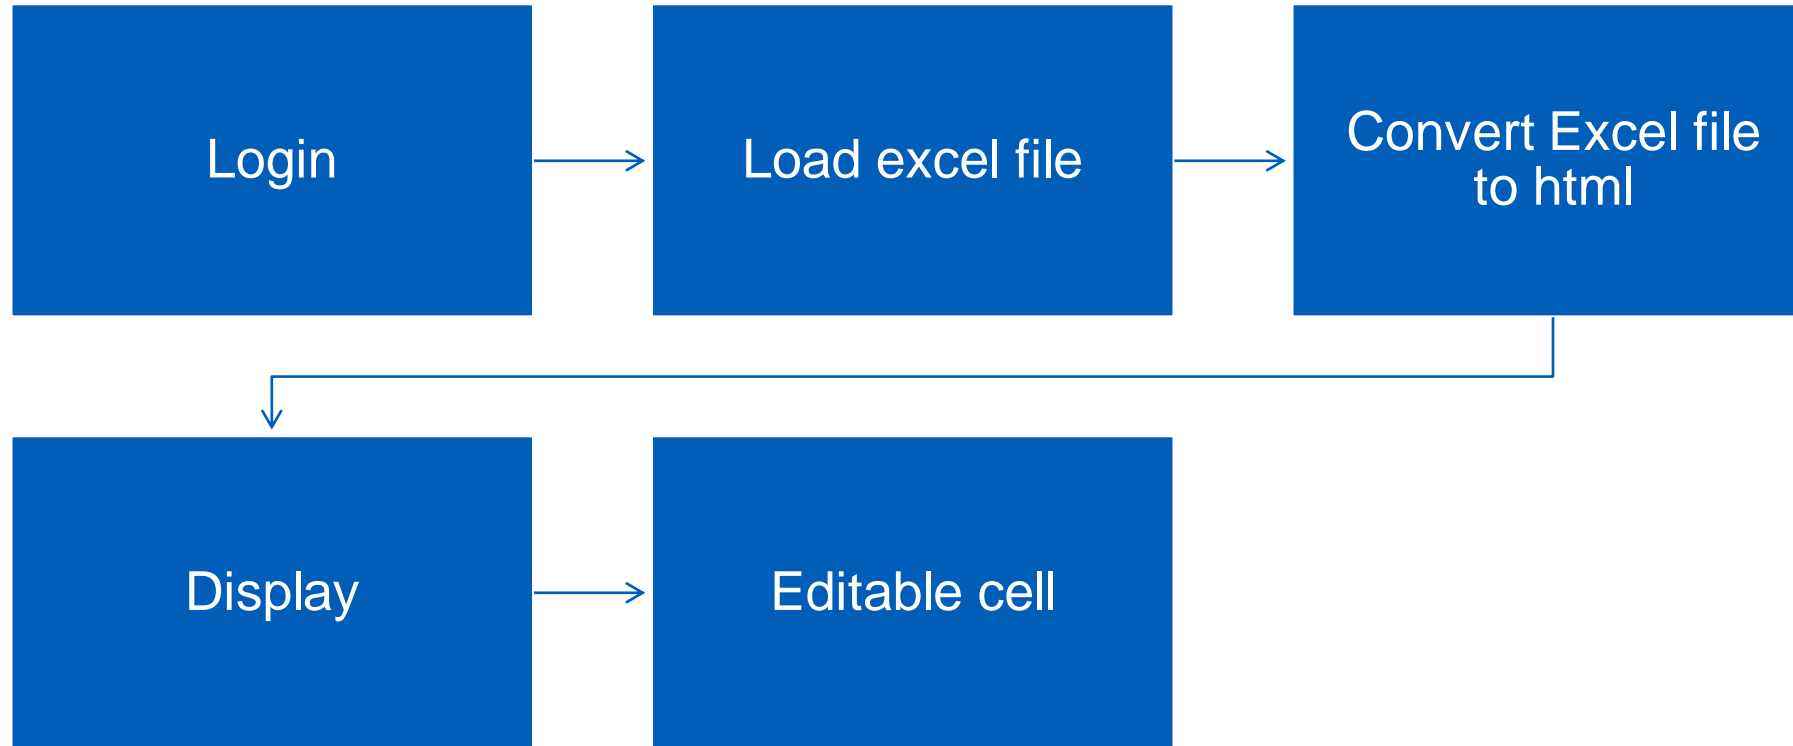 Login
Load excel file
Convert Excel file
to html
Display
Editable cell